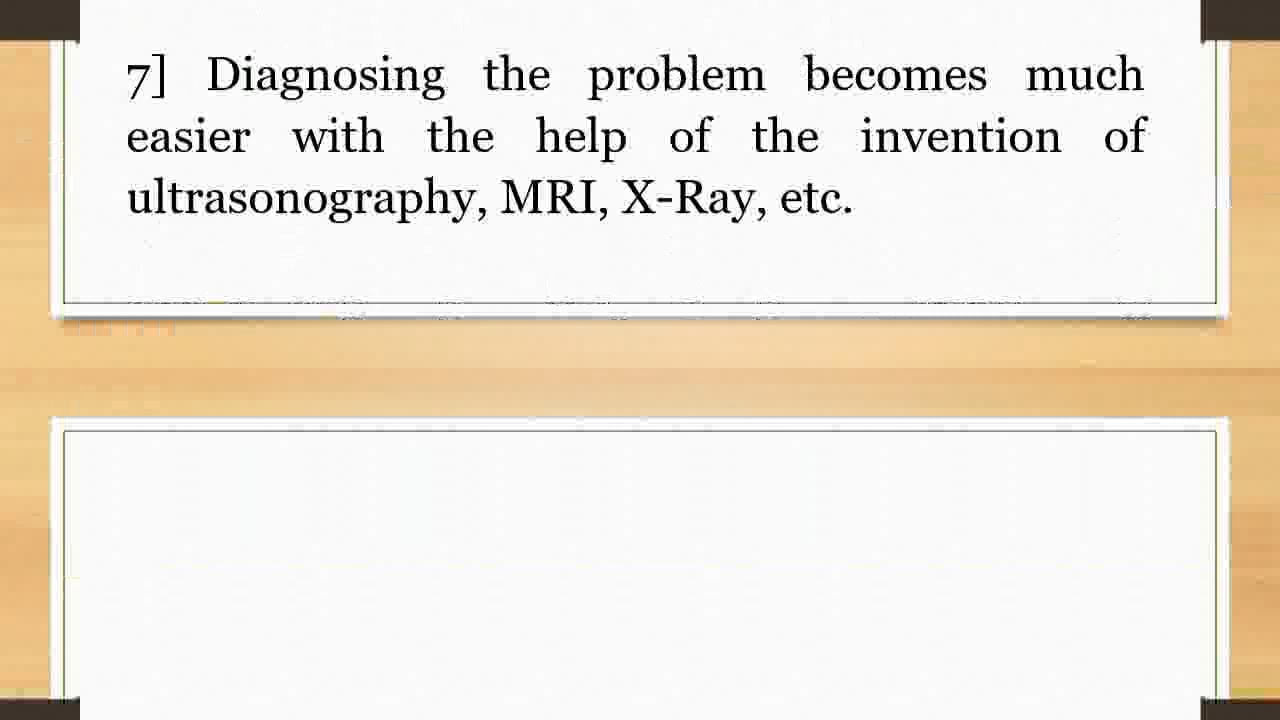 7] Diagnosing the problem becomes much
easier with the help of the invention of
ultrasonography, MRI, X-Ray, etc.